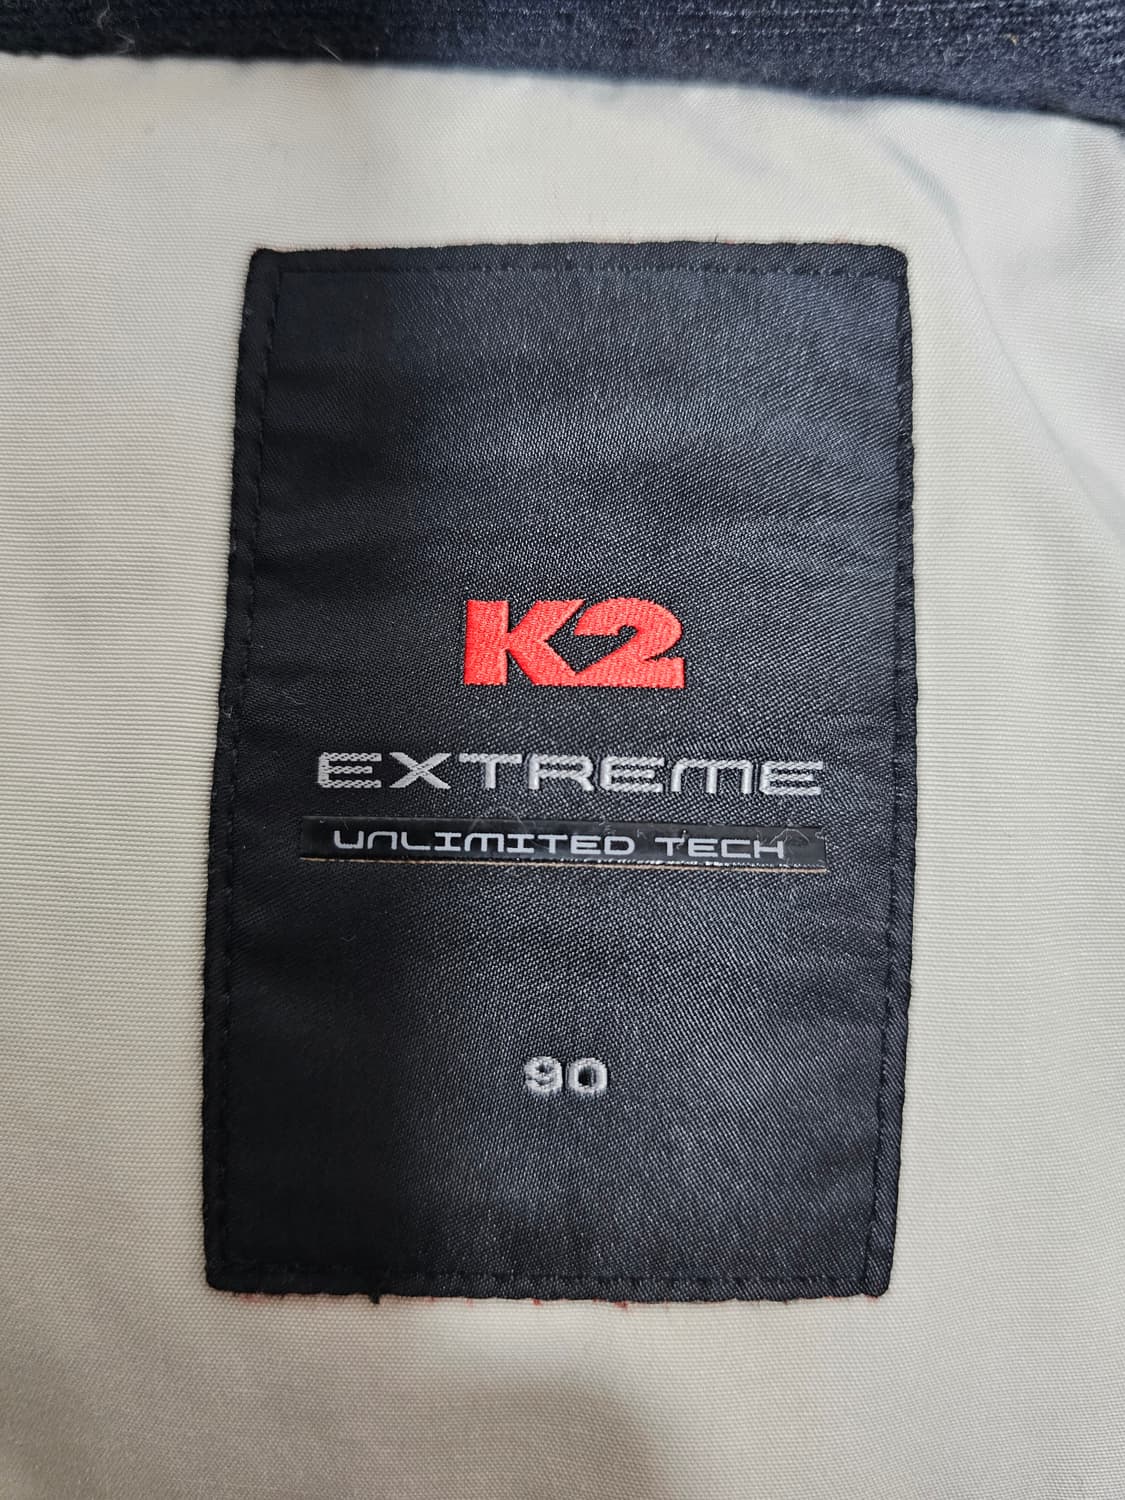 K2
EXTREME
UNLIMITED TECH
90